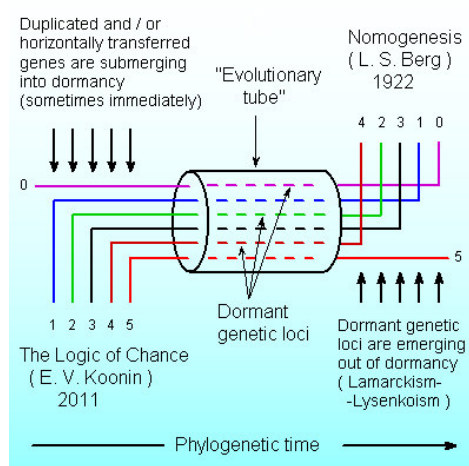 Duplicated and / or
horizontally transferred
genes are submerging
into dormancy
(sometimes immediately)
"Evolutionary
tube"
Nomogenesis
( L. S. Berg )
1922
4 2 3 1 0
0
5
1 2 3 4 5
Dormant
genetic
loci
The Logic of Chance
( E. V. Koonin )
2011
Dormant genetic
loci are emerging
out of dormancy
( Lamarckism-
-Lysenkoism )
Phylogenetic time